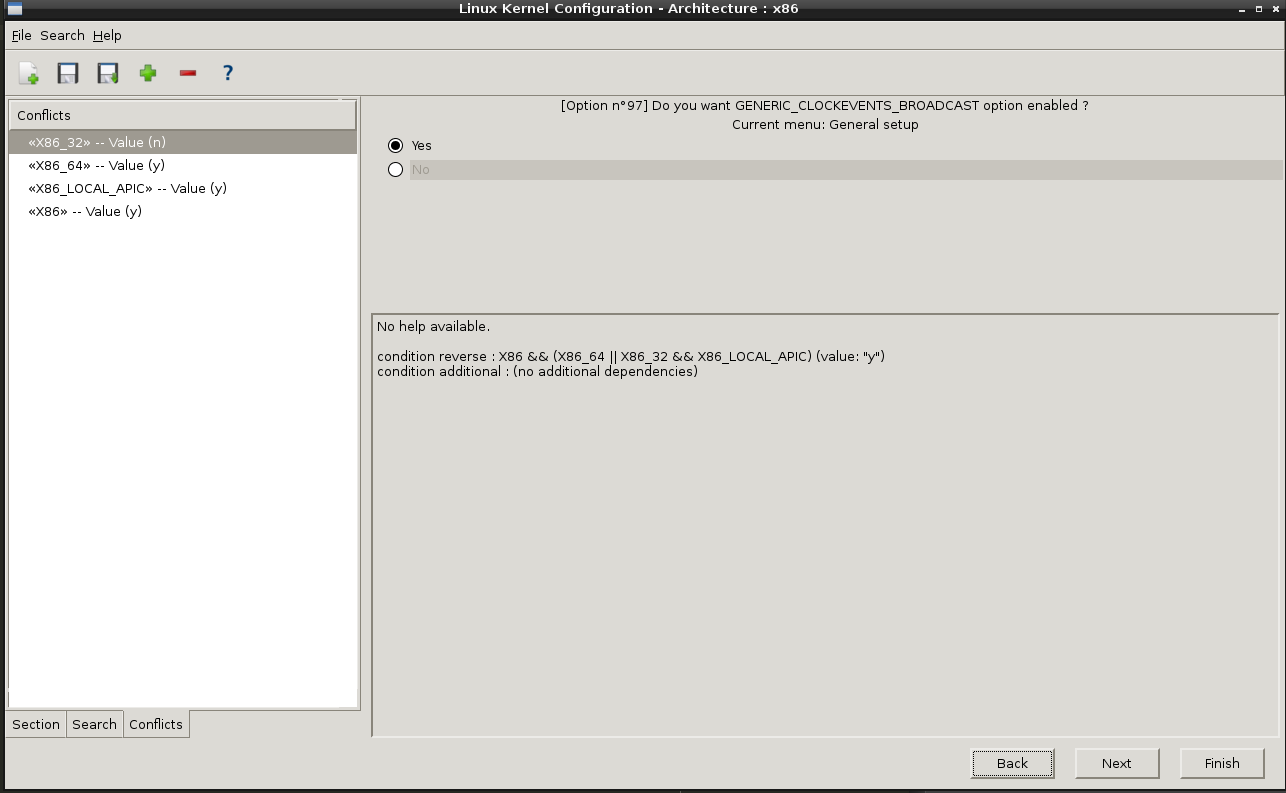 Linux Kernel Configuration - Architecture : x86
File Search Help
?
Conflicts
«X86_32» -- Value (n)
«X86_64» -- Value (y)
«X86_LOCAL_APIC» -- Value (y)
«X86» -- Value (y)
Section Search Conflicts
[Option n°97] Do you want GENERIC_CLOCKEVENTS_BROADCAST option enabled ?
Current menu: General setup
Yes
No
No help available.
condition reverse : X86 && (X86_64 || X86_32 && X86_LOCAL_APIC) (value: "y")
condition additional : (no additional dependencies)
Back Next Finish